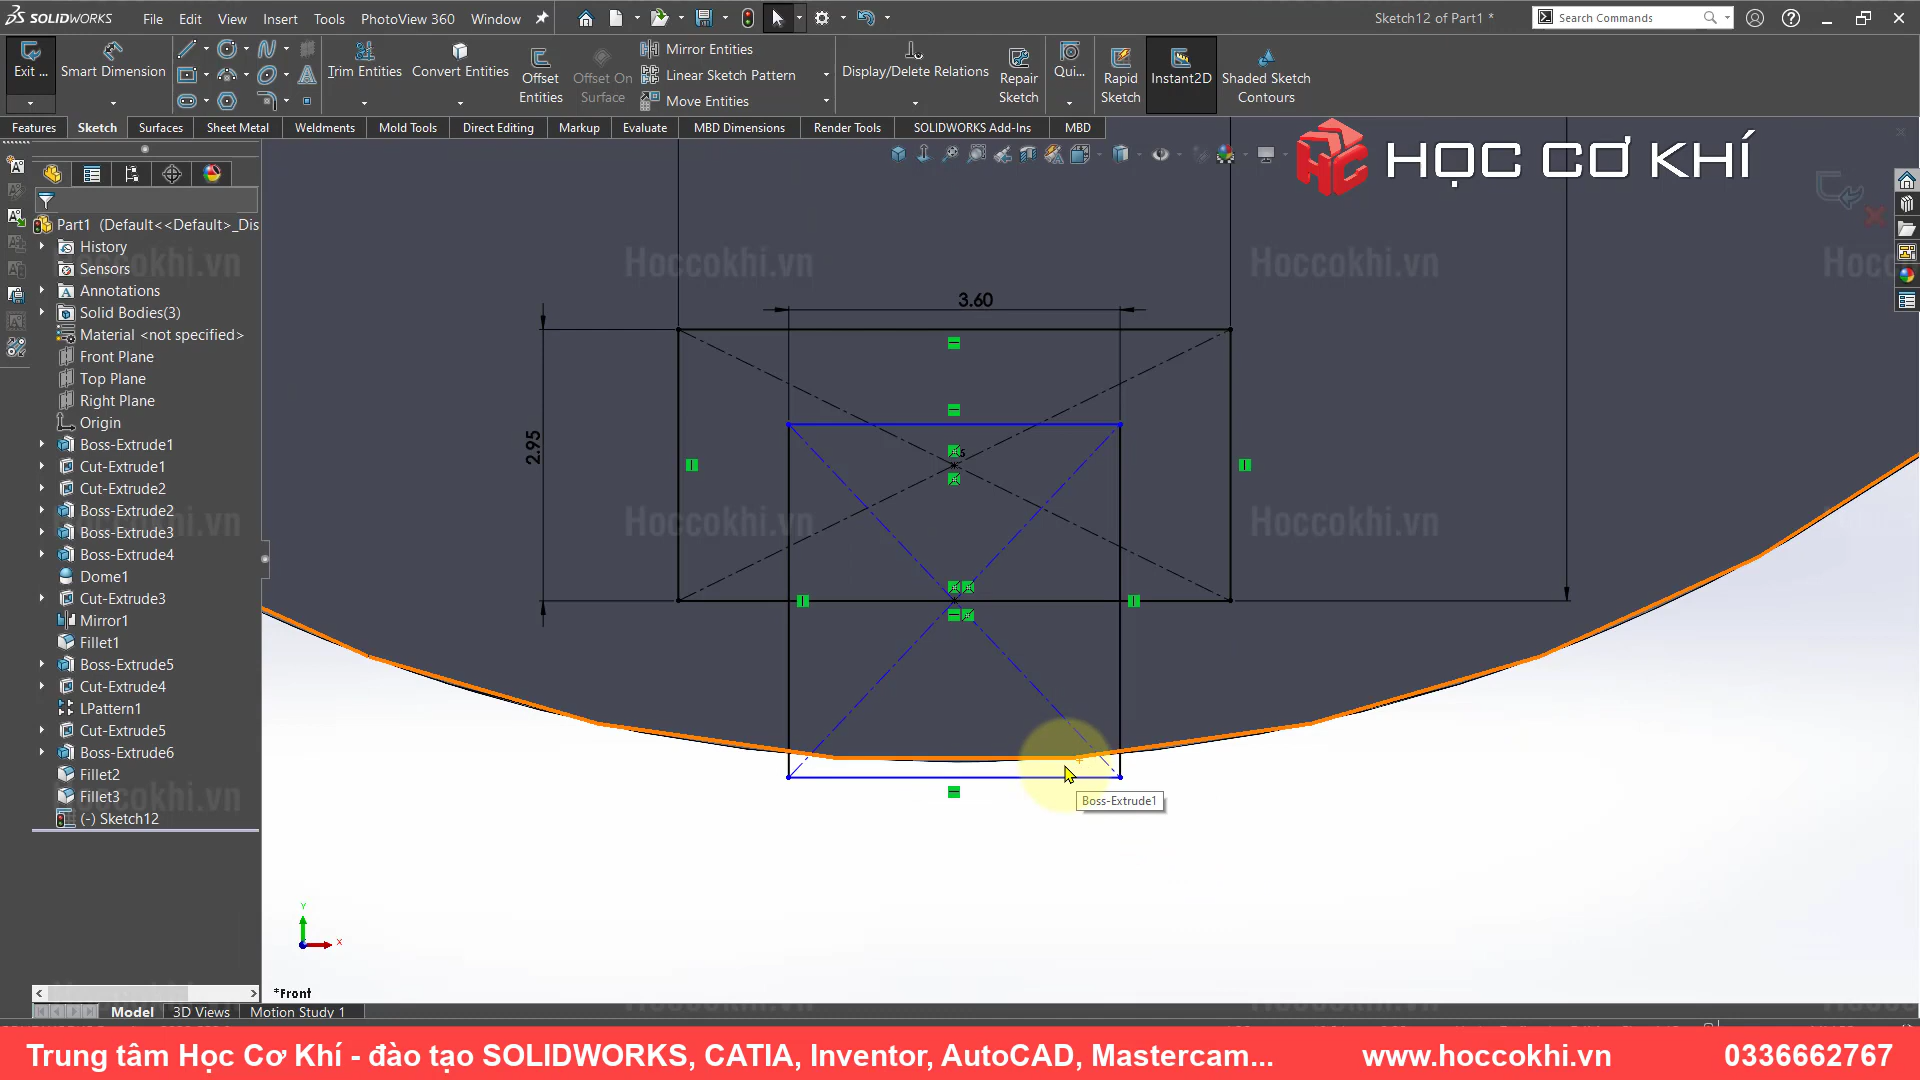 SOLIDWORKS File Edit View Insert Tools PhotoView 360 Window Sketch12 of Part1 * Search Commands
Exit ... Smart Dimension Trim Entities Convert Entities Offset Entities Offset On Surface Mirror Entities Linear Sketch Pattern Move Entities Display/Delete Relations Repair Sketch Qui... Rapid Sketch Instant2D Shaded Sketch Contours
Features Sketch Surfaces Sheet Metal Weldments Mold Tools Direct Editing Markup Evaluate MBD Dimensions Render Tools SOLIDWORKS Add-Ins MBD
HỌC CƠ KHÍ
Part1 (Default<<Default>_Dis
History
Sensors
Annotations
Solid Bodies(3)
Material <not specified>
Front Plane
Top Plane
Right Plane
Origin
Boss-Extrude1
Cut-Extrude1
Cut-Extrude2
Boss-Extrude2
Boss-Extrude3
Boss-Extrude4
Dome1
Cut-Extrude3
Mirror1
Fillet1
Boss-Extrude5
Cut-Extrude4
LPattern1
Cut-Extrude5
Boss-Extrude6
Fillet2
Fillet3
(-) Sketch12
Hoccokhi.vn Hoccokhi.vn
3.60
2.95
Hoccokhi.vn Hoccokhi.vn
Boss-Extrude1
Y
X
*Front
Model 3D Views Motion Study 1
Trung tâm Học Cơ Khí - đào tạo SOLIDWORKS, CATIA, Inventor, AutoCAD, Mastercam... www.hoccokhi.vn 0336662767